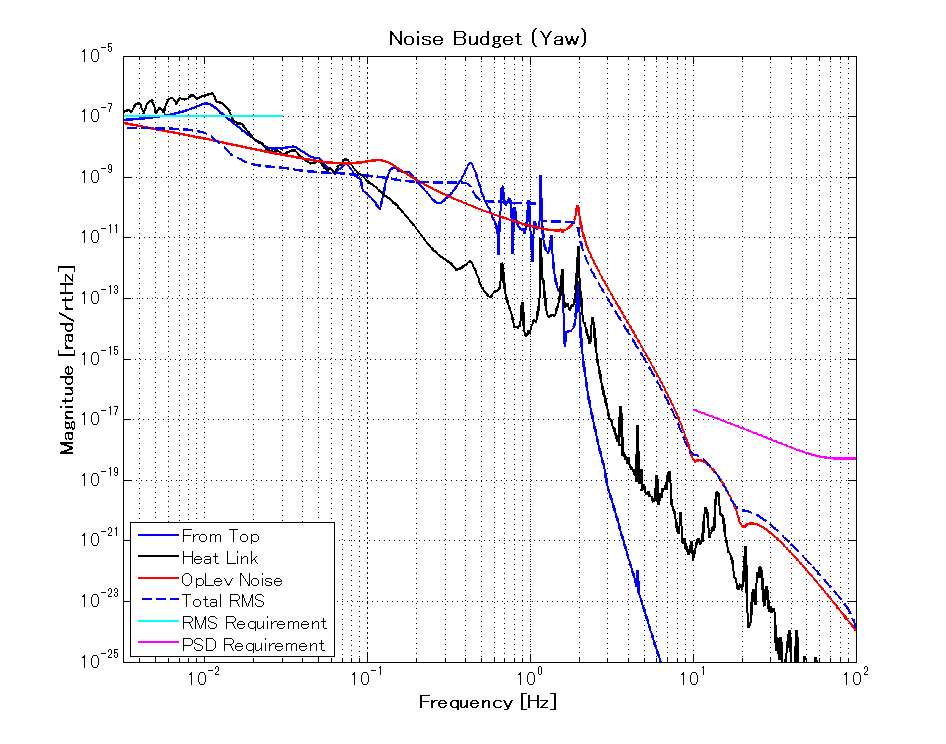 Noise Budget (Yaw)
Magnitude [rad/rtHz]
10^-5
10^-7
10^-9
10^-11
10^-13
10^-15
10^-17
10^-19
10^-21
10^-23
10^-25
From Top
Heat Link
OpLev Noise
Total RMS
RMS Requirement
PSD Requirement
10^-2 10^-1 10^0 10^1 10^2
Frequency [Hz]